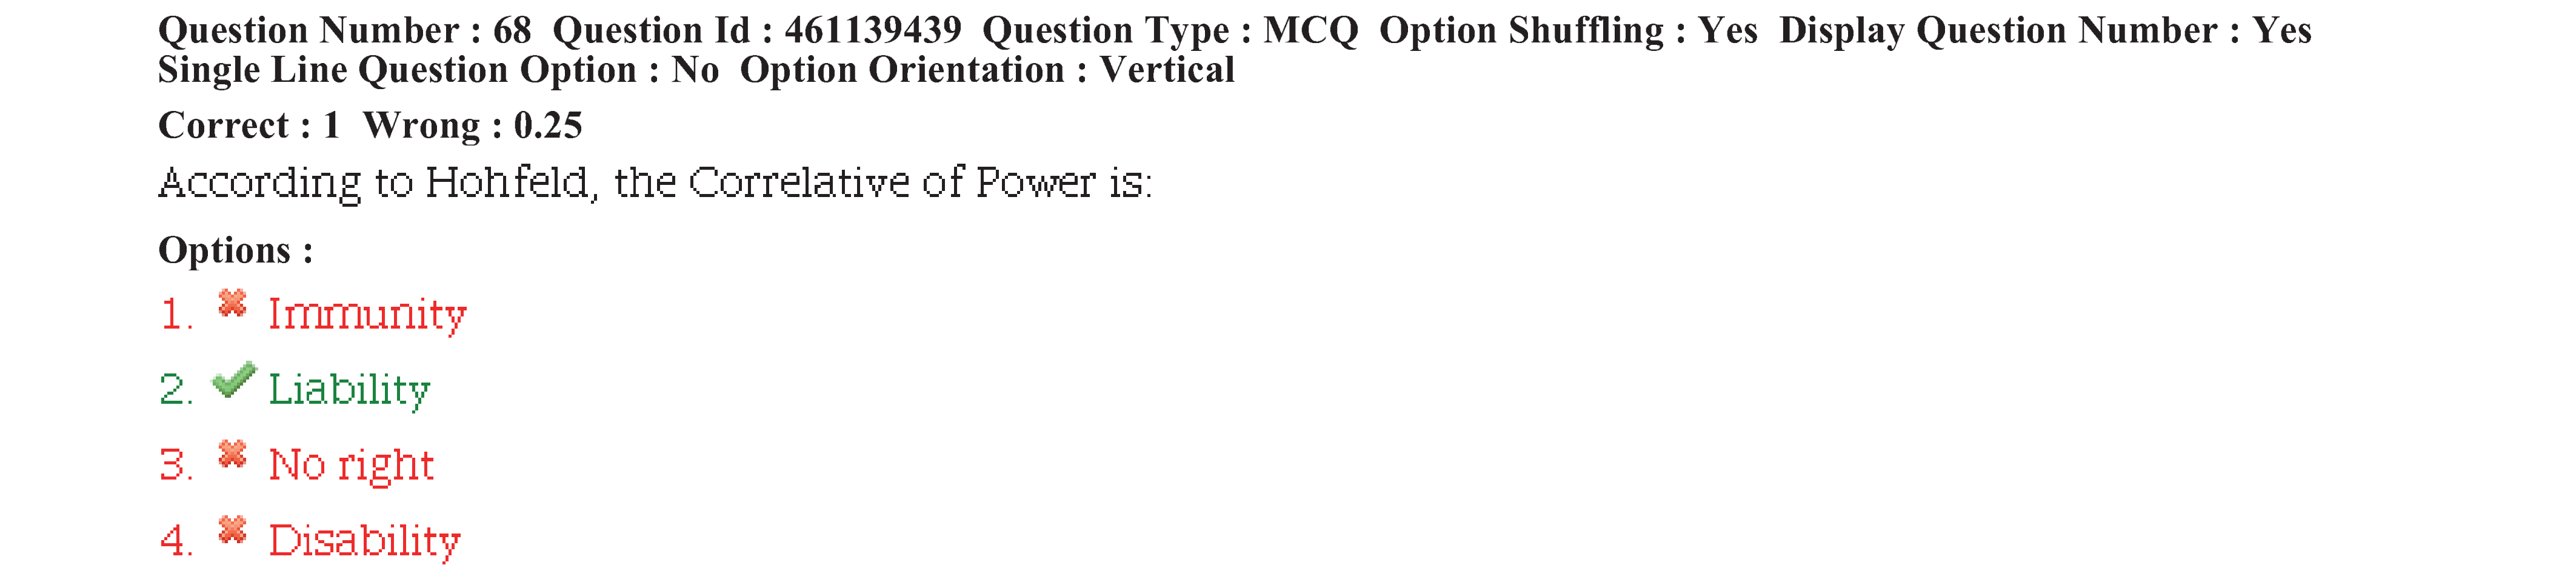 Question Number : 68 Question Id : 461139439 Question Type : MCQ Option Shuffling : Yes Display Question Number : Yes
Single Line Question Option : No Option Orientation : Vertical
Correct : 1 Wrong : 0.25
According to Hohfeld, the Correlative of Power is:
Options :
1. Immunity
2. Liability
3. No right
4. Disability